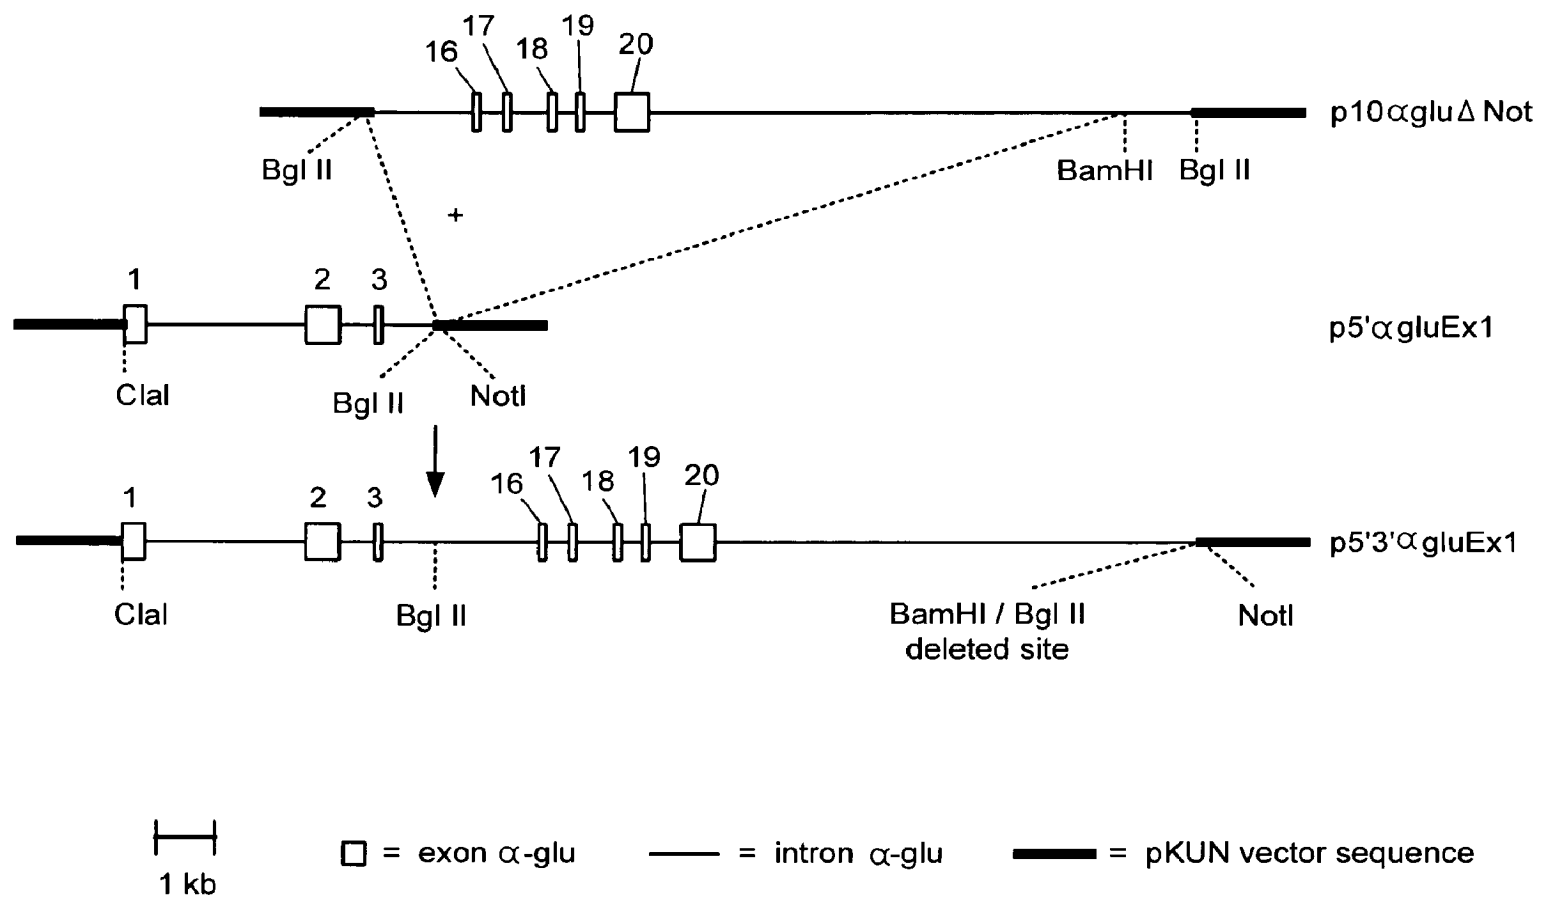 16 17 18 19 20
p10αgluΔ Not
Bgl II BamHI Bgl II
+
1 2 3
p5'αgluEx1
ClaI Bgl II NotI
16 17 18 19 20
1 2 3
p5'3'αgluEx1
ClaI Bgl II BamHI / Bgl II NotI
deleted site
= exon α-glu = intron α-glu = pKUN vector sequence
1 kb